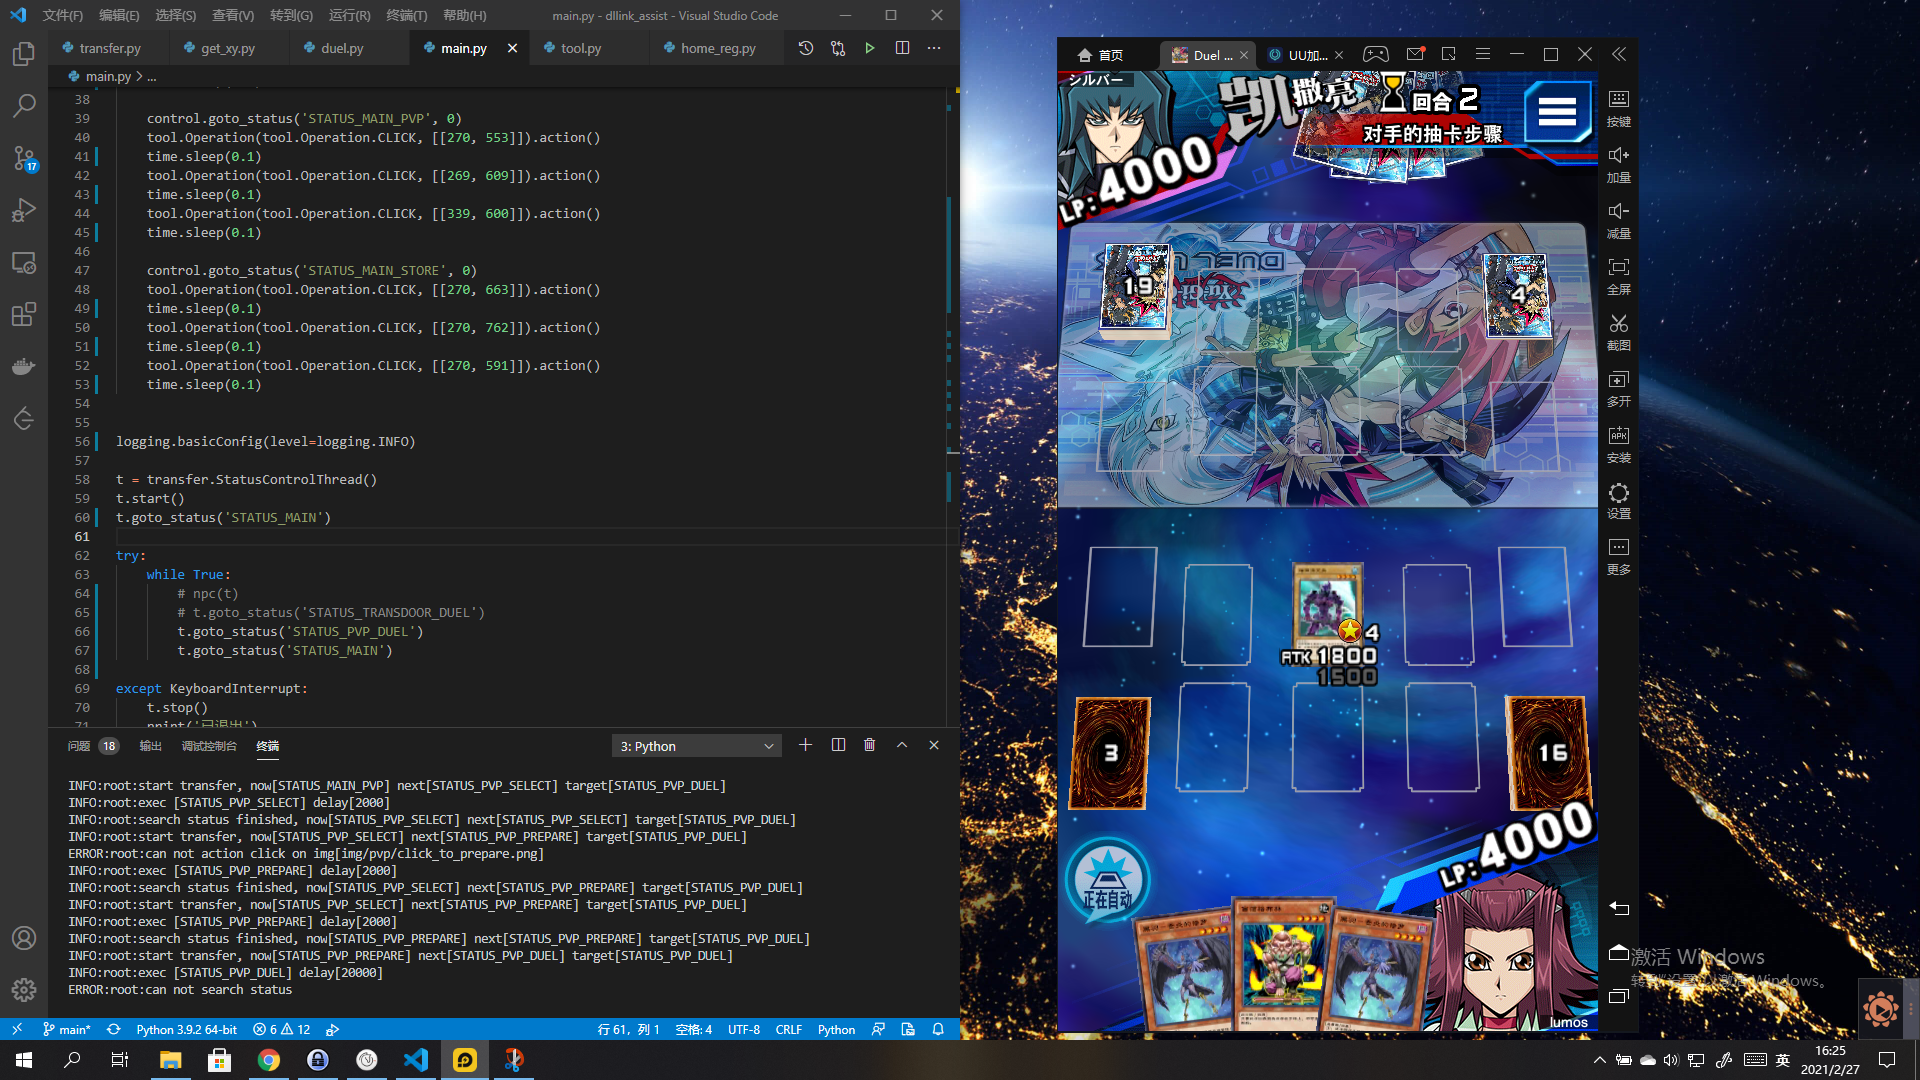 文件(F) 编辑(E) 选择(S) 查看(V) 转到(G) 运行(R) 终端(T) 帮助(H) main.py - dllink_assist - Visual Studio Code
transfer.py get_xy.py duel.py main.py tool.py home_reg.py
main.py > ...
38
39 control.goto_status('STATUS_MAIN_PVP', 0)
40 tool.Operation(tool.Operation.CLICK, [[270, 553]]).action()
41 time.sleep(0.1)
42 tool.Operation(tool.Operation.CLICK, [[269, 609]]).action()
43 time.sleep(0.1)
44 tool.Operation(tool.Operation.CLICK, [[339, 600]]).action()
45 time.sleep(0.1)
46
47 control.goto_status('STATUS_MAIN_STORE', 0)
48 tool.Operation(tool.Operation.CLICK, [[270, 663]]).action()
49 time.sleep(0.1)
50 tool.Operation(tool.Operation.CLICK, [[270, 762]]).action()
51 time.sleep(0.1)
52 tool.Operation(tool.Operation.CLICK, [[270, 591]]).action()
53 time.sleep(0.1)
54
55
56 logging.basicConfig(level=logging.INFO)
57
58 t = transfer.StatusControlThread()
59 t.start()
60 t.goto_status('STATUS_MAIN')
61
62 try:
63 while True:
64 # npc(t)
65 # t.goto_status('STATUS_TRANSDOOR_DUEL')
66 t.goto_status('STATUS_PVP_DUEL')
67 t.goto_status('STATUS_MAIN')
68
69 except KeyboardInterrupt:
70 t.stop()
71 print('已退出')
问题 18 输出 调试控制台 终端 3: Python
INFO:root:start transfer, now[STATUS_MAIN_PVP] next[STATUS_PVP_SELECT] target[STATUS_PVP_DUEL]
INFO:root:exec [STATUS_PVP_SELECT] delay[2000]
INFO:root:search status finished, now[STATUS_PVP_SELECT] next[STATUS_PVP_SELECT] target[STATUS_PVP_DUEL]
INFO:root:start transfer, now[STATUS_PVP_SELECT] next[STATUS_PVP_PREPARE] target[STATUS_PVP_DUEL]
ERROR:root:can not action click on img[img/pvp/click_to_prepare.png]
INFO:root:exec [STATUS_PVP_PREPARE] delay[2000]
INFO:root:search status finished, now[STATUS_PVP_SELECT] next[STATUS_PVP_PREPARE] target[STATUS_PVP_DUEL]
INFO:root:start transfer, now[STATUS_PVP_SELECT] next[STATUS_PVP_PREPARE] target[STATUS_PVP_DUEL]
INFO:root:exec [STATUS_PVP_PREPARE] delay[2000]
INFO:root:search status finished, now[STATUS_PVP_PREPARE] next[STATUS_PVP_PREPARE] target[STATUS_PVP_DUEL]
INFO:root:start transfer, now[STATUS_PVP_PREPARE] next[STATUS_PVP_DUEL] target[STATUS_PVP_DUEL]
INFO:root:exec [STATUS_PVP_DUEL] delay[20000]
ERROR:root:can not search status
17
main* Python 3.9.2 64-bit 6 12 行 61, 列 1 空格: 4 UTF-8 CRLF Python
首页 Duel ... UU加...
シルバー
凯撒亮
回合 2
对手的抽卡步骤
LP: 4000
DUEL LINKS
Yu-Gi-Oh!
19
4
4
ATK 1800
1500
3
16
LP: 4000
正在自动
lumos
按键
加量
减量
全屏
截图
多开
APK
安装
设置
更多
激活 Windows
转到"设置"以激活 Windows。
英
16:25
2021/2/27